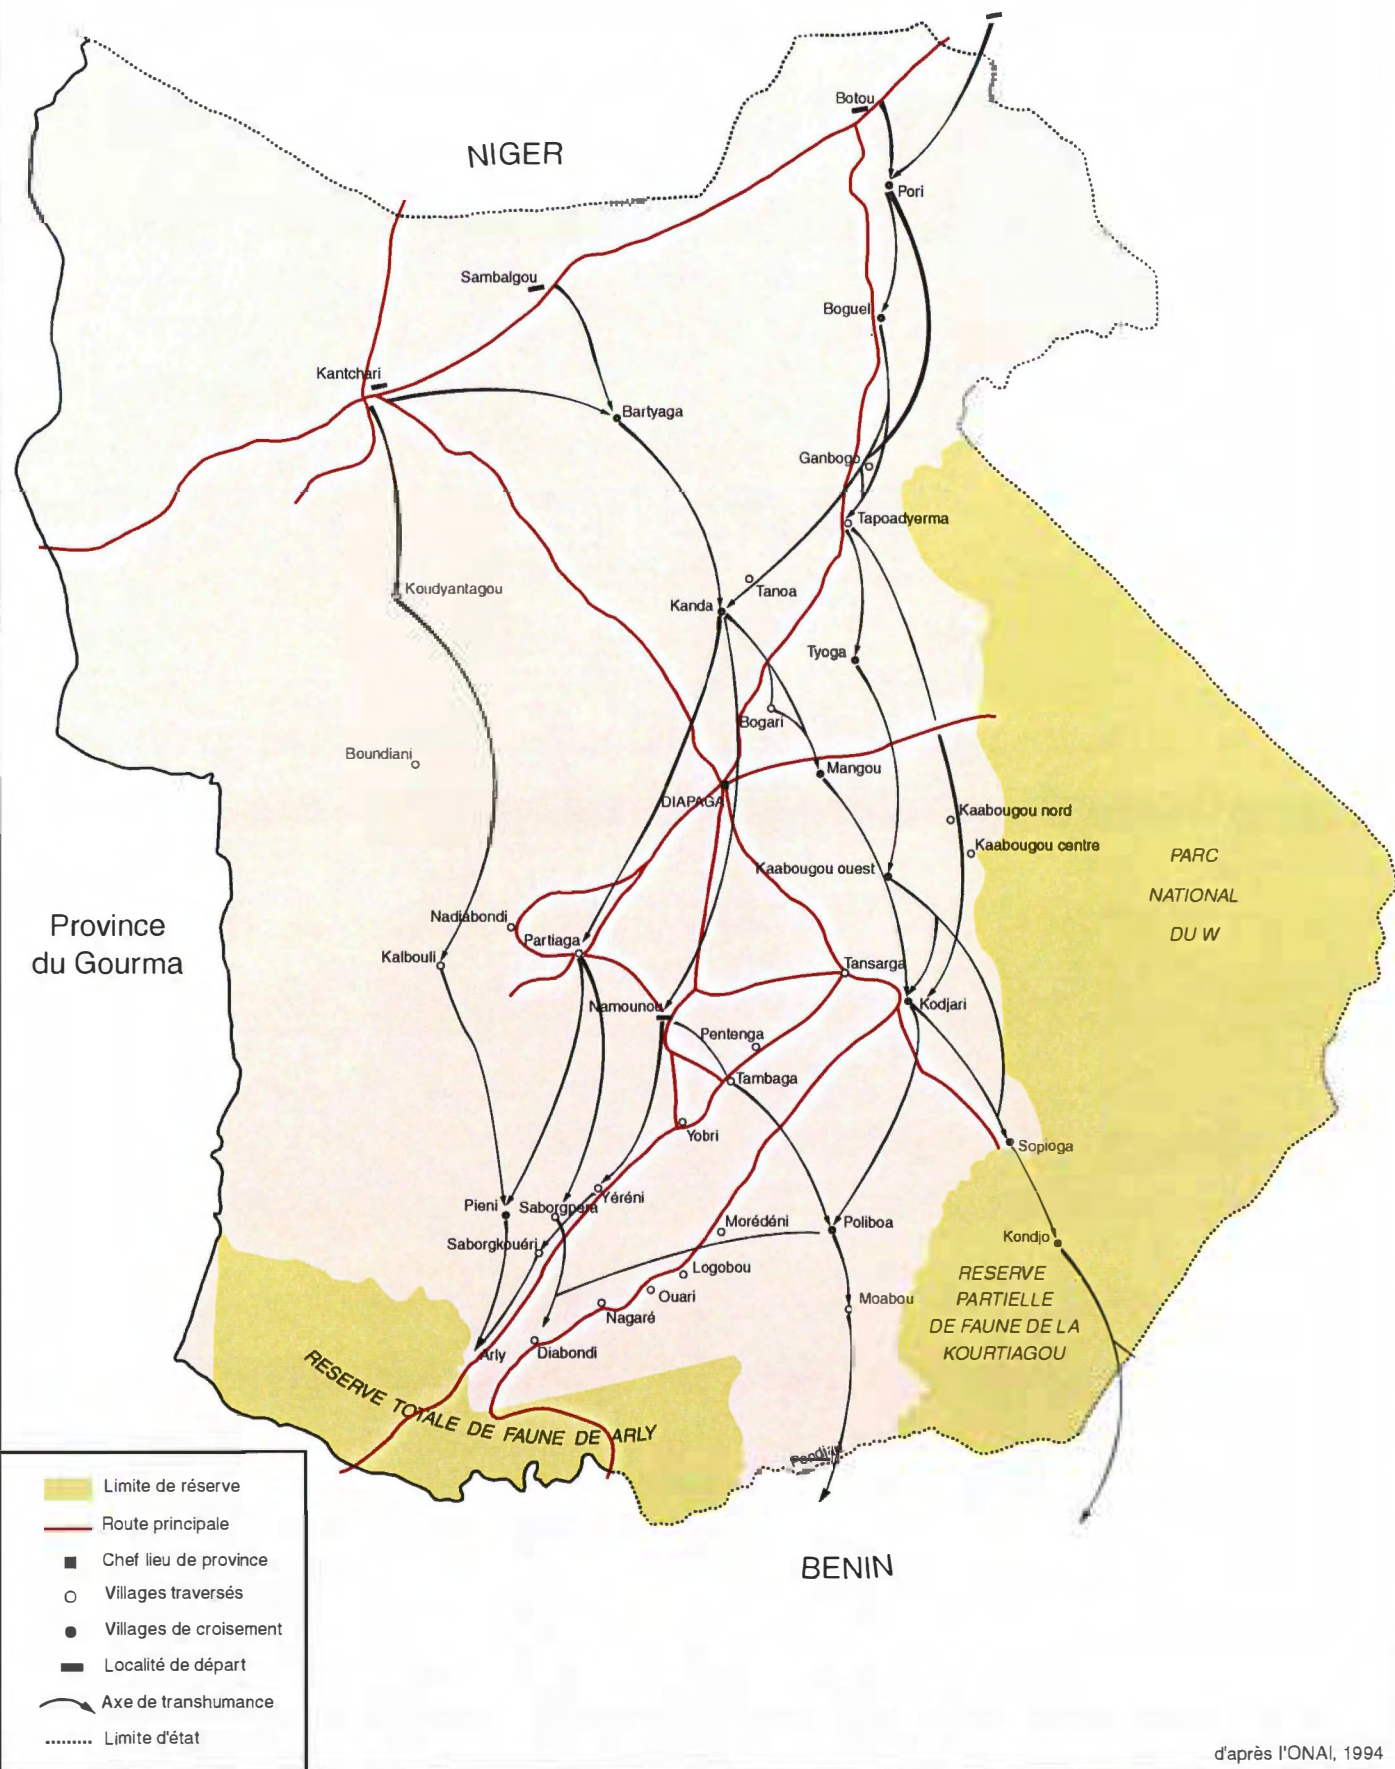 Botou
NIGER
Pori
Sambalgou
Boguel
Kantchari
Bartyaga
Ganbogo
Tapoadyerma
Koudyantagou
Tanoa
Kanda
Tyoga
Bogari
Boundiani
Mangou
DIAPAGA
Kaabougou nord
Kaabougou centre
Kaabougou ouest
PARC
NATIONAL
DU W
Province
du Gourma
Nadiabondi
Partiaga
Kalbouli
Tansarga
Namounou
Kodjari
Pentenga
Tambaga
Yobri
Sopioga
Pieni
Saborgpera
Yéréni
Morédéni
Poliboa
Kondjo
Saborgkouéri
Logobou
RESERVE
PARTIELLE
DE FAUNE DE LA
KOURTIAGOU
Ouari
Moabou
Nagaré
Arly
Diabondi
RESERVE TOTALE DE FAUNE DE ARLY
BENIN
Limite de réserve
Route principale
Chef lieu de province
Villages traversés
Villages de croisement
Localité de départ
Axe de transhumance
Limite d'état
d'après l'ONAI, 1994